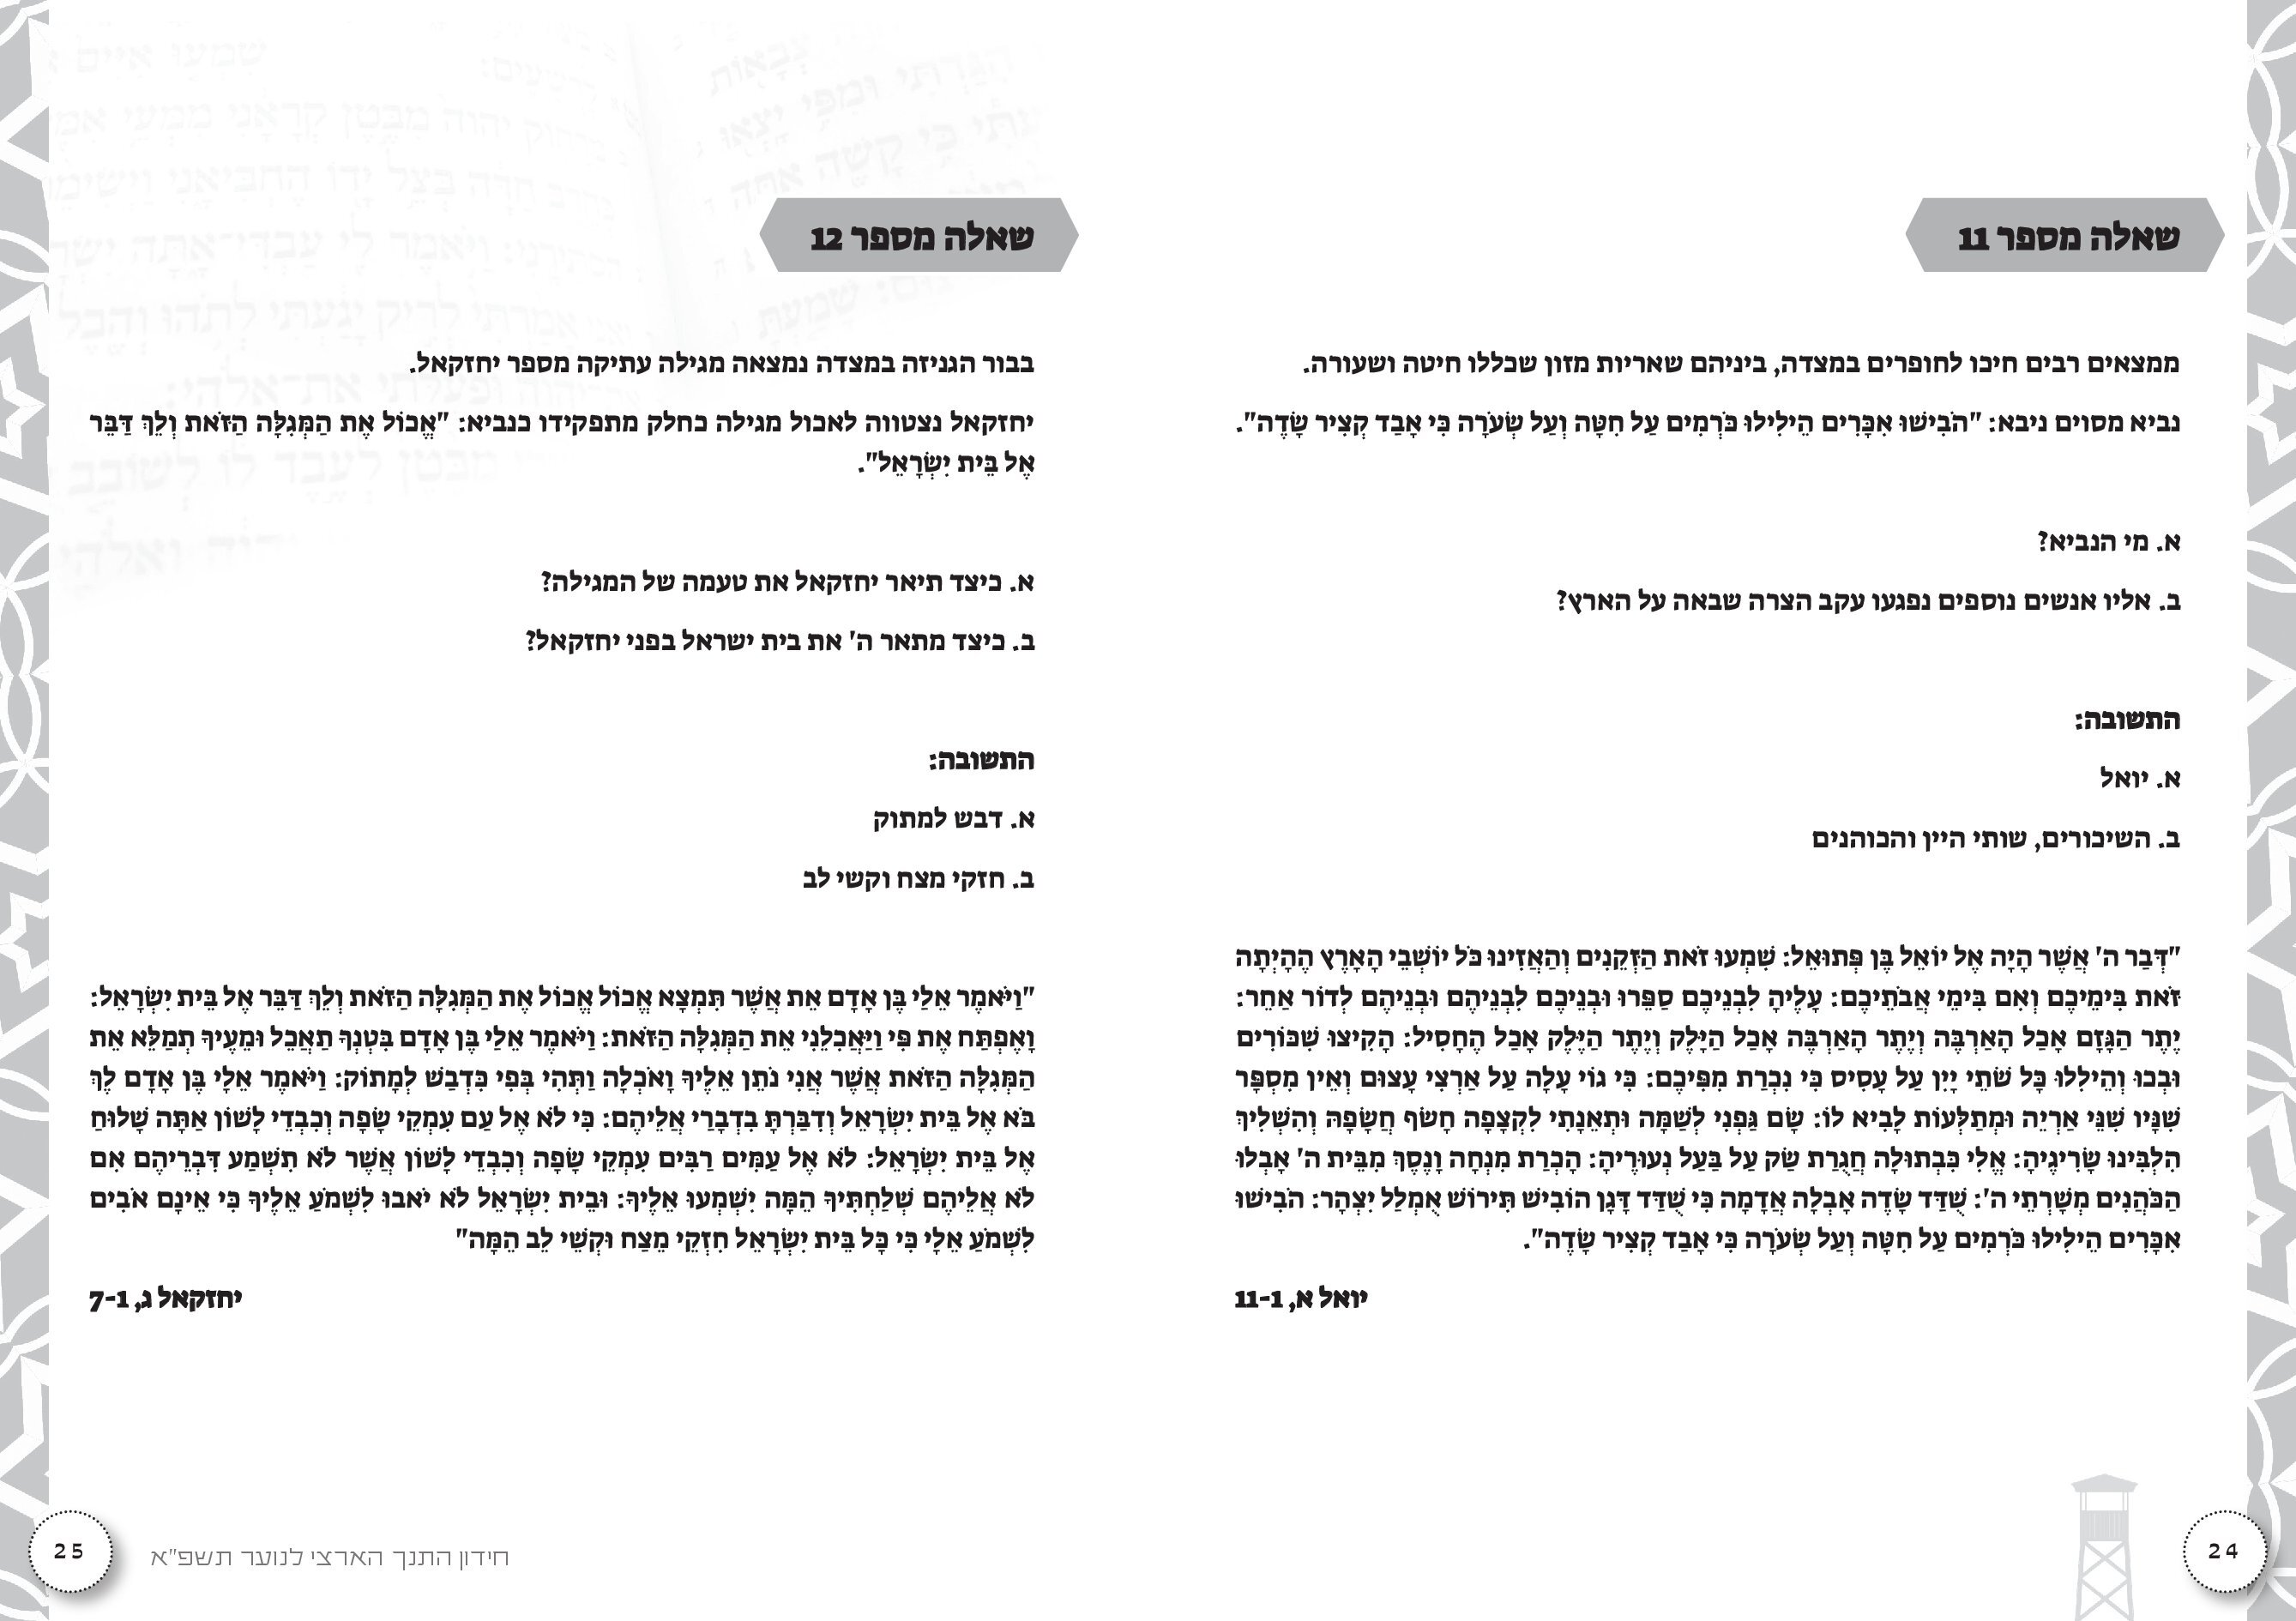 שאלה מספר 11
ממצאים רבים חיכו לחופרים במצדה, ביניהם שאריות מזון שכללו חיטה ושעורה.
נביא מסוים ניבא: "הֹבִישׁוּ אִכָּרִים הֵילִילוּ כֹּרְמִים עַל חִטָּה וְעַל שְׂעֹרָה כִּי אָבַד קְצִיר שָׂדֶה".
א. מי הנביא?
ב. אליו אנשים נוספים נפגעו עקב הצרה שבאה על הארץ?
התשובה:
א. יואל
ב. השיכורים, שותי היין והכוהנים
"דְּבַר ה' אֲשֶׁר הָיָה אֶל יוֹאֵל בֶּן פְּתוּאֵל: שִׁמְעוּ זֹאת הַזְּקֵנִים וְהַאֲזִינוּ כֹּל יוֹשְׁבֵי הָאָרֶץ הֶהָיְתָה
זֹּאת בִּימֵיכֶם וְאִם בִּימֵי אֲבֹתֵיכֶם: עָלֶיהָ לִבְנֵיכֶם סַפֵּרוּ וּבְנֵיכֶם לִבְנֵיהֶם וּבְנֵיהֶם לְדוֹר אַחֵר:
יֶתֶר הַגָּזָם אָכַל הָאַרְבֶּה וְיֶתֶר הָאַרְבֶּה אָכַל הַיָּלֶק וְיֶתֶר הַיֶּלֶק אָכַל הֶחָסִיל: הָקִיצוּ שִׁכּוֹרִים
וּבְכוּ וְהֵילִלוּ כָּל שֹׁתֵי יָיִן עַל עָסִיס כִּי נִכְרַת מִפִּיכֶם: כִּי גוֹי עָלָה עַל אַרְצִי עָצוּם וְאֵין מִסְפָּר
שִׁנָּיו שִׁנֵּי אַרְיֵה וּמְתַלְּעוֹת לָבִיא לוֹ: שָׂם גַּפְנִי לְשַׁמָּה וּתְאֵנָתִי לִקְצָפָה חָשֹׂף חֲשָׂפָהּ וְהִשְׁלִיךְ
הִלְבִּינוּ שָׂרִיגֶיהָ: אֱלִי כִּבְתוּלָה חֲגֻרַת שַׂק עַל בַּעַל נְעוּרֶיהָ: הָכְרַת מִנְחָה וָנֶסֶךְ מִבֵּית ה' אָבְלוּ
הַכֹּהֲנִים מְשָׁרְתֵי ה': שֻׁדַּד שָׂדֶה אָבְלָה אֲדָמָה כִּי שֻׁדַּד דָּגָן הוֹבִישׁ תִּירוֹשׁ אֻמְלַל יִצְהָר: הֹבִישׁוּ
אִכָּרִים הֵילִילוּ כֹּרְמִים עַל חִטָּה וְעַל שְׂעֹרָה כִּי אָבַד קְצִיר שָׂדֶה".
יואל א, 1-11
24
שאלה מספר 12
בבור הגניזה במצדה נמצאה מגילה עתיקה מספר יחזקאל.
יחזקאל נצטווה לאכול מגילה כחלק מתפקידו כנביא: "אֱכוֹל אֶת הַמְּגִלָּה הַזֹּאת וְלֵךְ דַּבֵּר
אֶל בֵּית יִשְׂרָאֵל".
א. כיצד תיאר יחזקאל את טעמה של המגילה?
ב. כיצד מתאר ה' את בית ישראל בפני יחזקאל?
התשובה:
א. דבש למתוק
ב. חזקי מצח וקשי לב
"וַיֹּאמֶר אֵלַי בֶּן אָדָם אֵת אֲשֶׁר תִּמְצָא אֱכוֹל אֱכוֹל אֶת הַמְּגִלָּה הַזֹּאת וְלֵךְ דַּבֵּר אֶל בֵּית יִשְׂרָאֵל:
וָאֶפְתַּח אֶת פִּי וַיַּאֲכִלֵנִי אֵת הַמְּגִלָּה הַזֹּאת: וַיֹּאמֶר אֵלַי בֶּן אָדָם בִּטְנְךָ תַאֲכֵל וּמֵעֶיךָ תְמַלֵּא אֵת
הַמְּגִלָּה הַזֹּאת אֲשֶׁר אֲנִי נֹתֵן אֵלֶיךָ וָאֹכְלָה וַתְּהִי בְּפִי כִּדְבַשׁ לְמָתוֹק: וַיֹּאמֶר אֵלָי בֶּן אָדָם לֶךְ
בֹּא אֶל בֵּית יִשְׂרָאֵל וְדִבַּרְתָּ בִדְבָרַי אֲלֵיהֶם: כִּי לֹא אֶל עַם עִמְקֵי שָׂפָה וְכִבְדֵי לָשׁוֹן אַתָּה שָׁלוּחַ
אֶל בֵּית יִשְׂרָאֵל: לֹא אֶל עַמִּים רַבִּים עִמְקֵי שָׂפָה וְכִבְדֵי לָשׁוֹן אֲשֶׁר לֹא תִשְׁמַע דִּבְרֵיהֶם אִם
לֹא אֲלֵיהֶם שְׁלַחְתִּיךָ הֵמָּה יִשְׁמְעוּ אֵלֶיךָ: וּבֵית יִשְׂרָאֵל לֹא יֹאבוּ לִשְׁמֹעַ אֵלֶיךָ כִּי אֵינָם אֹבִים
לִשְׁמֹעַ אֵלָי כִּי כָּל בֵּית יִשְׂרָאֵל חִזְקֵי מֵצַח וּקְשֵׁי לֵב הֵמָּה"
יחזקאל ג, 1-7
חידון התנך הארצי לנוער תשפ"א
25